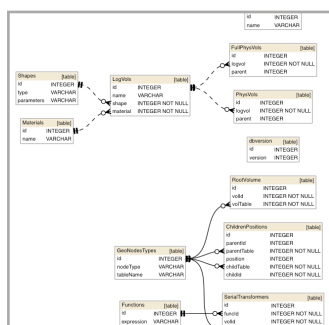 id INTEGER
name VARCHAR
FullPhysVols [table]
id INTEGER
logvol INTEGER NOT NULL
parent INTEGER
Shapes [table]
id INTEGER
type VARCHAR
parameters VARCHAR
LogVols [table]
id INTEGER
name VARCHAR
shape INTEGER NOT NULL
material INTEGER NOT NULL
PhysVols [table]
id INTEGER
logvol INTEGER NOT NULL
parent INTEGER
Materials [table]
id INTEGER
name VARCHAR
dbversion [table]
id INTEGER
version INTEGER
RootVolume [table]
id INTEGER
volId INTEGER NOT NULL
volTable INTEGER NOT NULL
ChildrenPositions [table]
id INTEGER
parentId INTEGER
parentTable INTEGER NOT NULL
position INTEGER
childTable INTEGER NOT NULL
childId INTEGER NOT NULL
GeoNodesTypes [table]
id INTEGER
nodeType VARCHAR
tableName VARCHAR
SerialTransformers [table]
id INTEGER
funcId INTEGER NOT NULL
volId INTEGER NOT NULL
Functions [table]
id INTEGER
expression VARCHAR